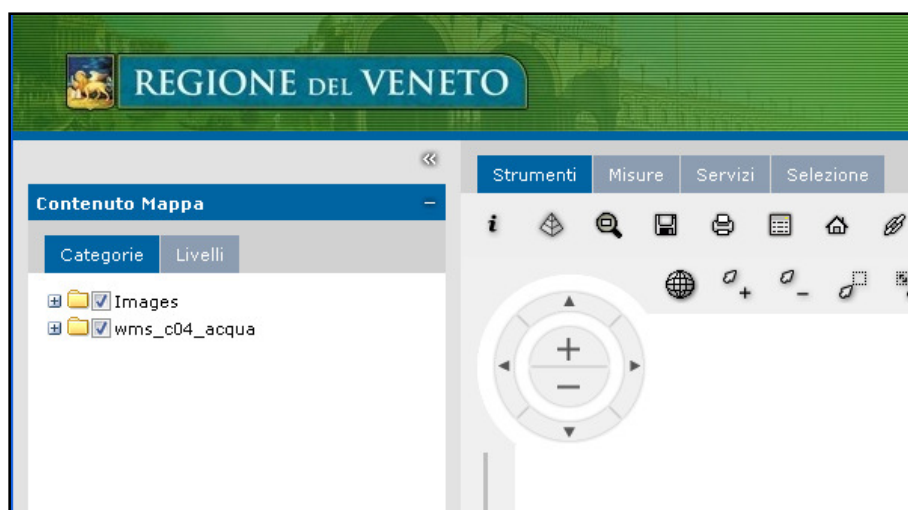 REGIONE DEL VENETO
Strumenti Misure Servizi Selezione
Contenuto Mappa
Categorie Livelli
Images
wms_c04_acqua